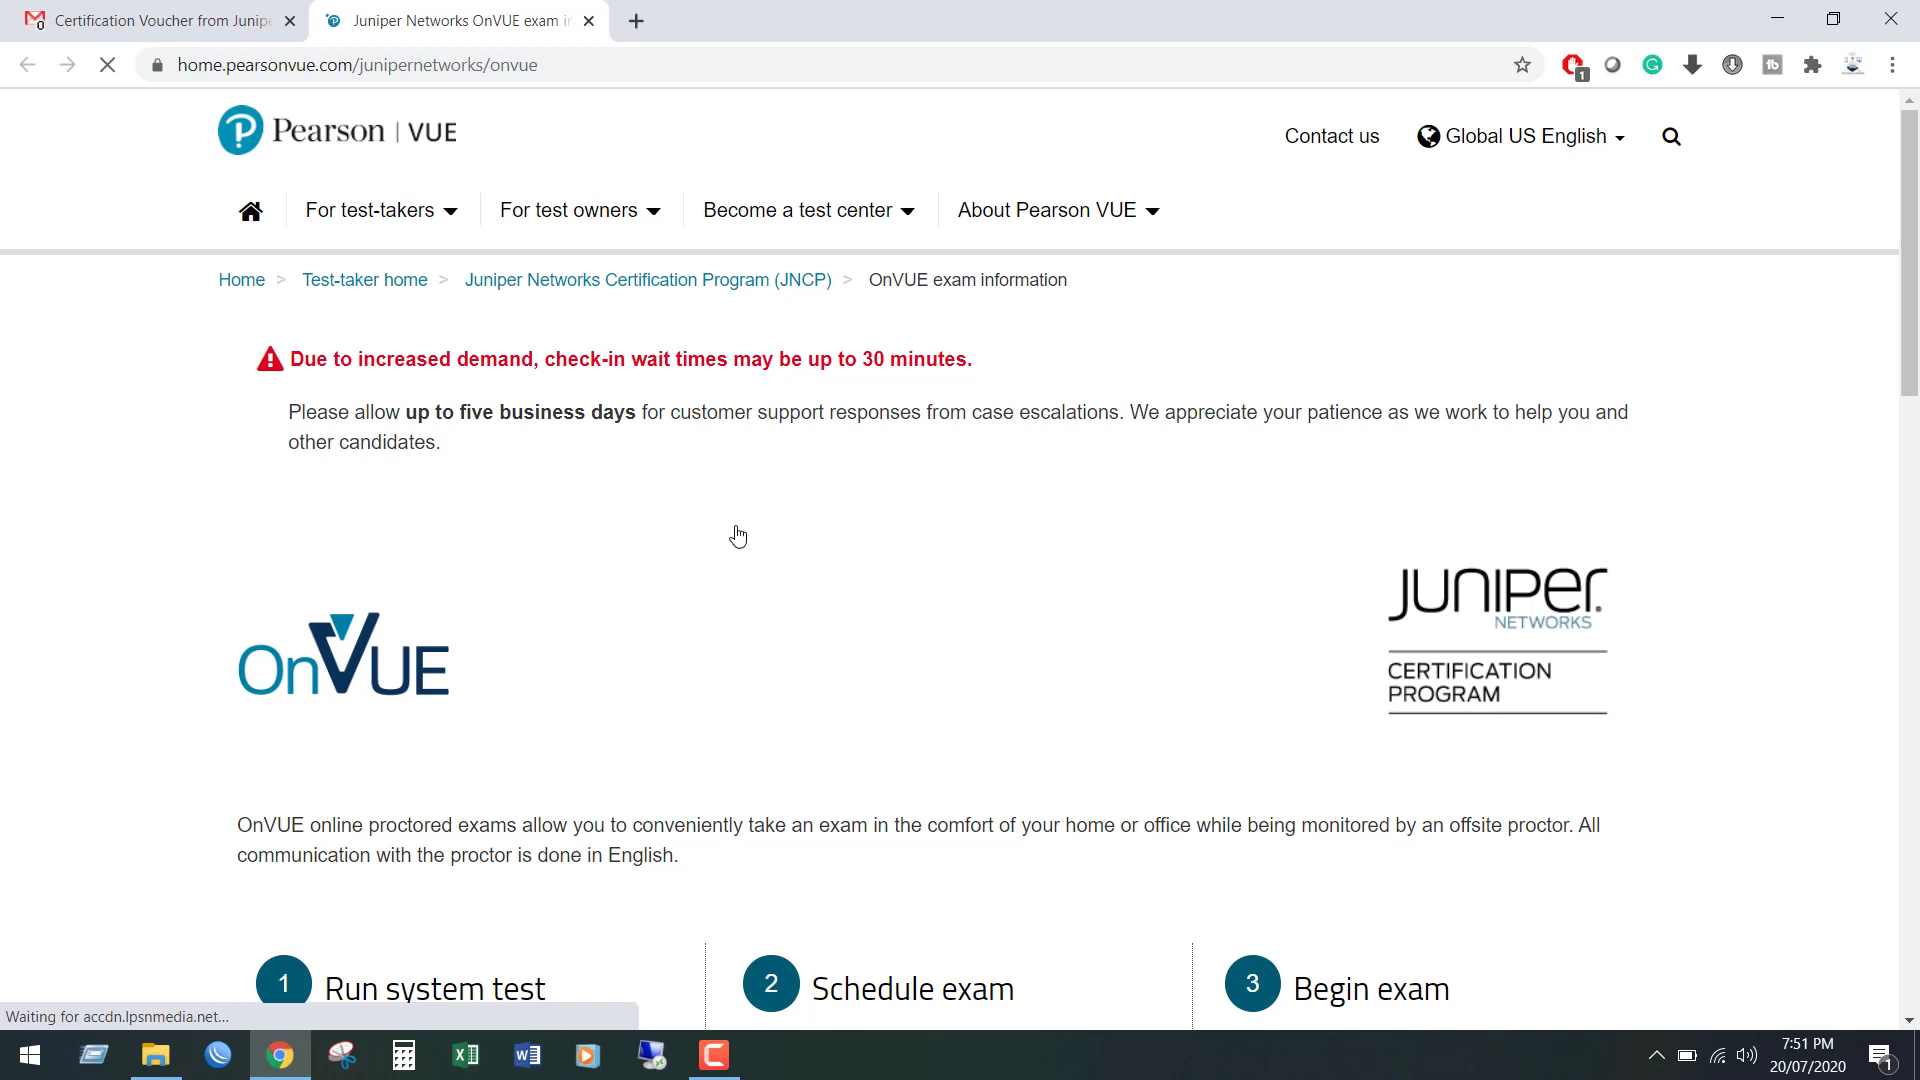 Certification Voucher from Junipe
Juniper Networks OnVUE exam in
home.pearsonvue.com/junipernetworks/onvue
1
Pearson | VUE
Contact us
Global US English
For test-takers
For test owners
Become a test center
About Pearson VUE
Home > Test-taker home > Juniper Networks Certification Program (JNCP) > OnVUE exam information
Due to increased demand, check-in wait times may be up to 30 minutes.
Please allow up to five business days for customer support responses from case escalations. We appreciate your patience as we work to help you and
other candidates.
OnVUE
JUNIPER
NETWORKS
CERTIFICATION
PROGRAM
OnVUE online proctored exams allow you to conveniently take an exam in the comfort of your home or office while being monitored by an offsite proctor. All
communication with the proctor is done in English.
1 Run system test
2 Schedule exam
3 Begin exam
Waiting for accdn.lpsnmedia.net...
7:51 PM
20/07/2020
1